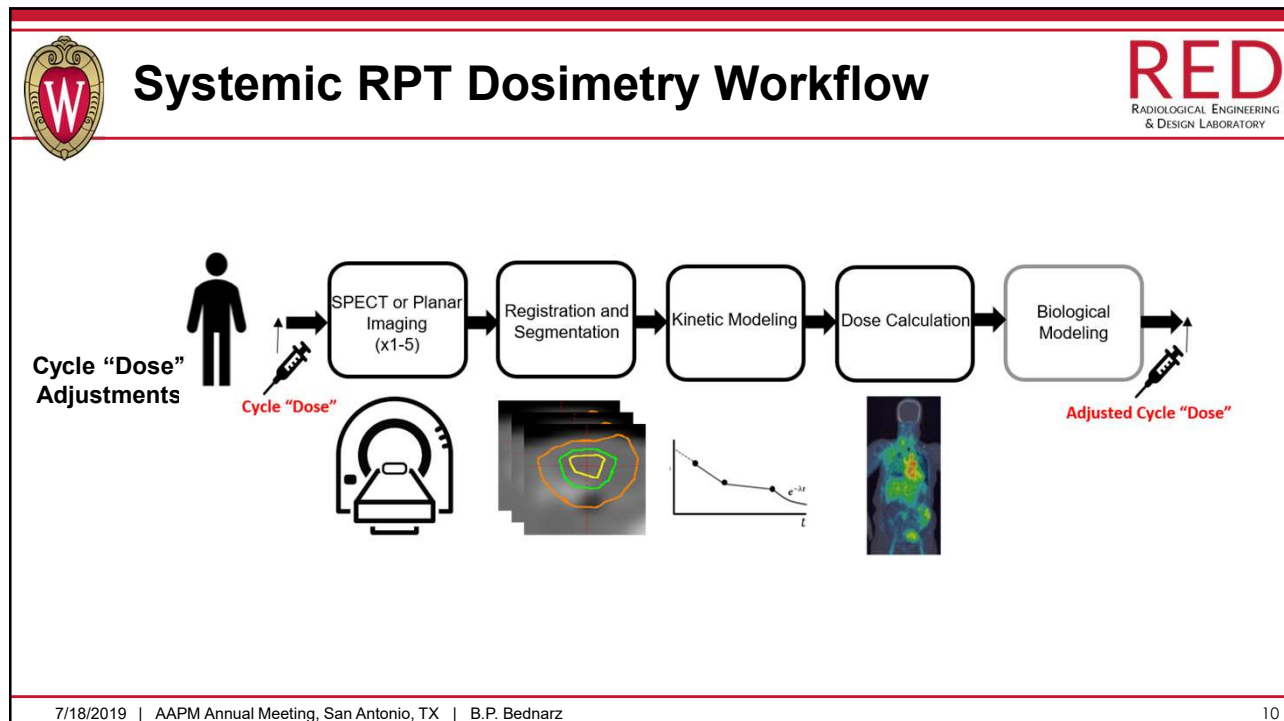 W
Systemic RPT Dosimetry Workflow
RED
RADIOLOGICAL ENGINEERING
& DESIGN LABORATORY
Cycle “Dose”
Adjustments
Cycle “Dose”
SPECT or Planar
Imaging
(x1-5)
Registration and
Segmentation
Kinetic Modeling
Dose Calculation
Biological
Modeling
Adjusted Cycle “Dose”
e^{-λt}
t
7/18/2019 | AAPM Annual Meeting, San Antonio, TX | B.P. Bednarz
10